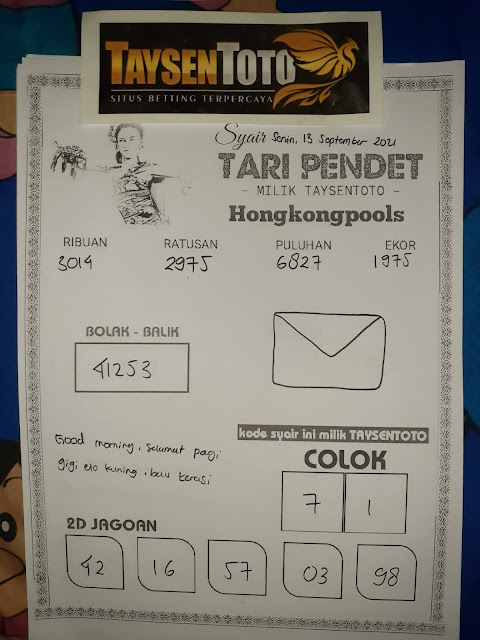 TAYSENTOTO
SITUS BETTING TERPERCAYA
Syair Senin, 13 September 2021
TARI PENDET
- MILIK TAYSENTOTO -
Hongkongpools
RIBUAN RATUSAN PULUHAN EKOR
3014 2975 6827 1975
BOLAK - BALIK
41253
Good morning, selamat pagi
gigi elo kuning, bau terasi
kode syair ini milik TAYSENTOTO
COLOK
7 1
2D JAGOAN
42 16 57 03 98